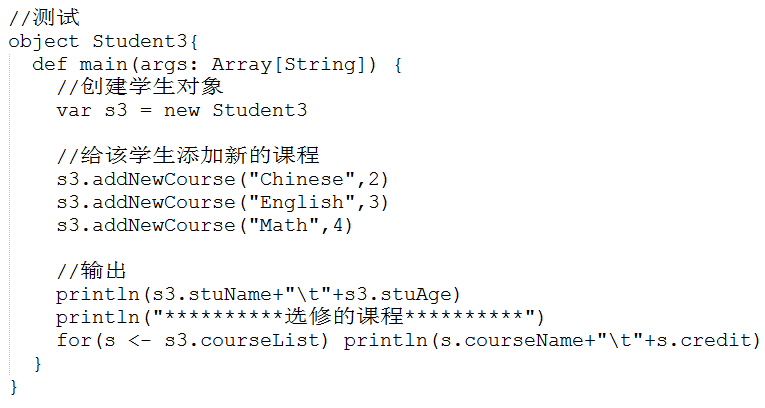 //测试
object Student3{
  def main(args: Array[String]) {
    //创建学生对象
    var s3 = new Student3
    //给该学生添加新的课程
    s3.addNewCourse("Chinese",2)
    s3.addNewCourse("English",3)
    s3.addNewCourse("Math",4)
    //输出
    println(s3.stuName+"\t"+s3.stuAge)
    println("**********选修的课程**********")
    for(s <- s3.courseList) println(s.courseName+"\t"+s.credit)
  }
}